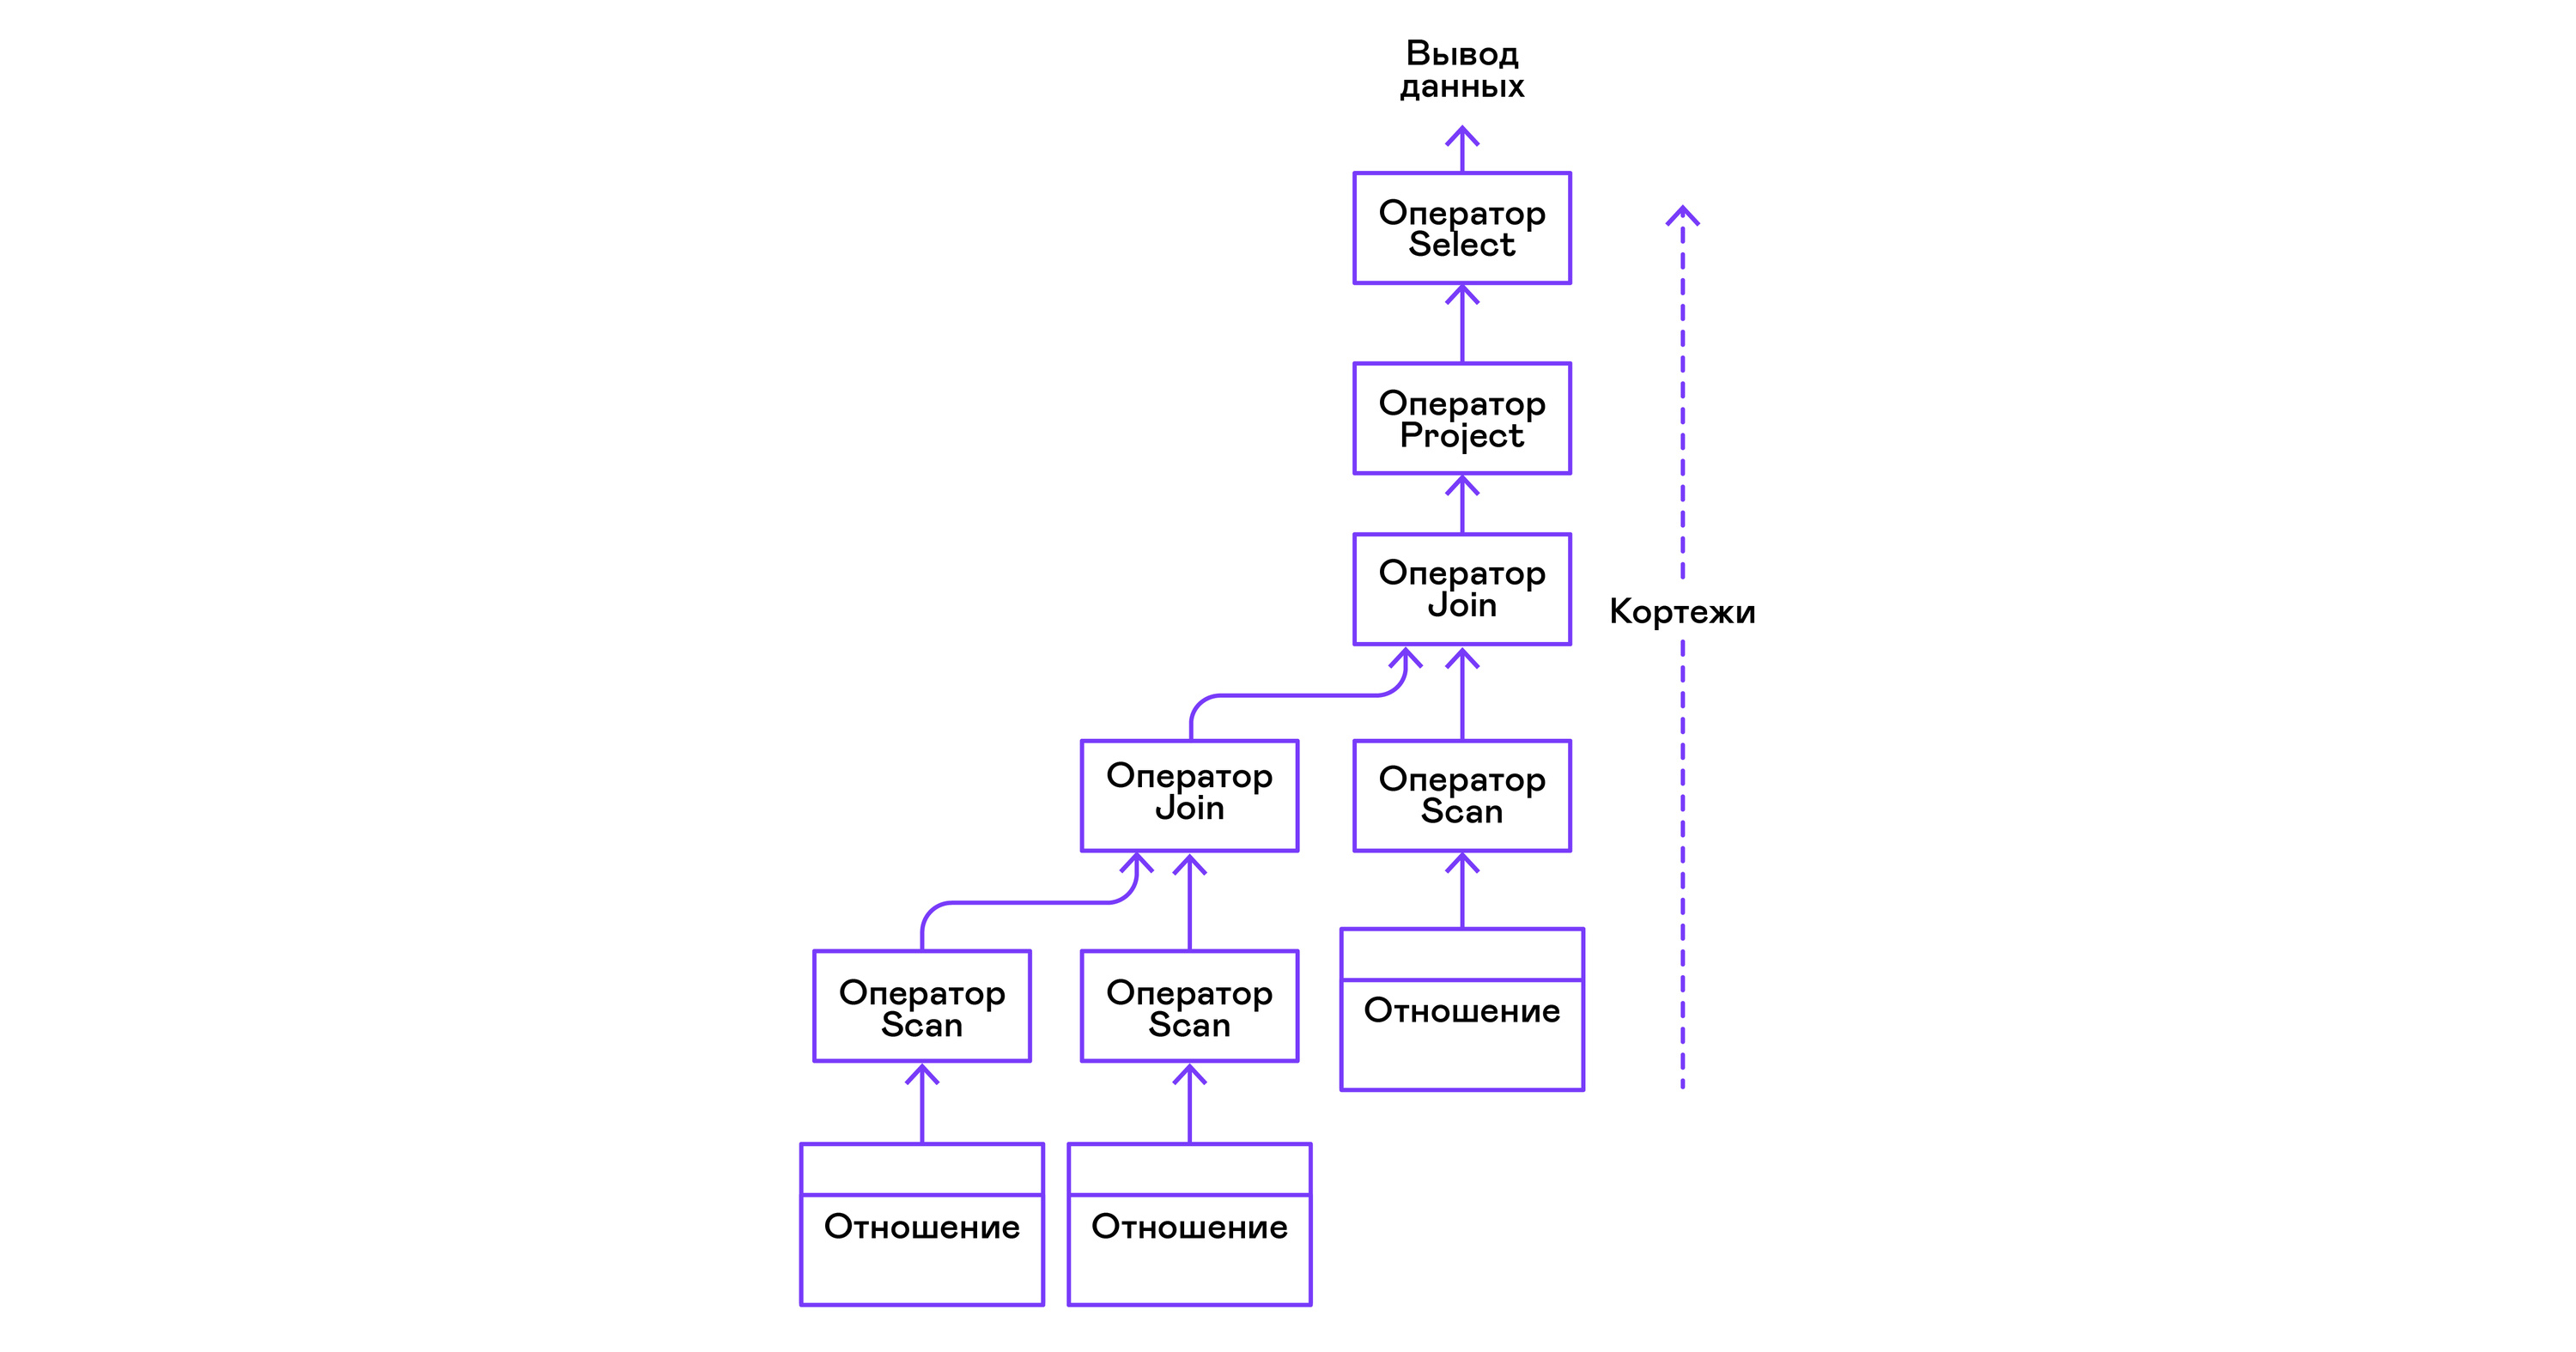 Вывод
данных
Оператор
Select
Оператор
Project
Оператор
Join
Кортежи
Оператор
Join
Оператор
Scan
Оператор
Scan
Оператор
Scan
Отношение
Отношение
Отношение